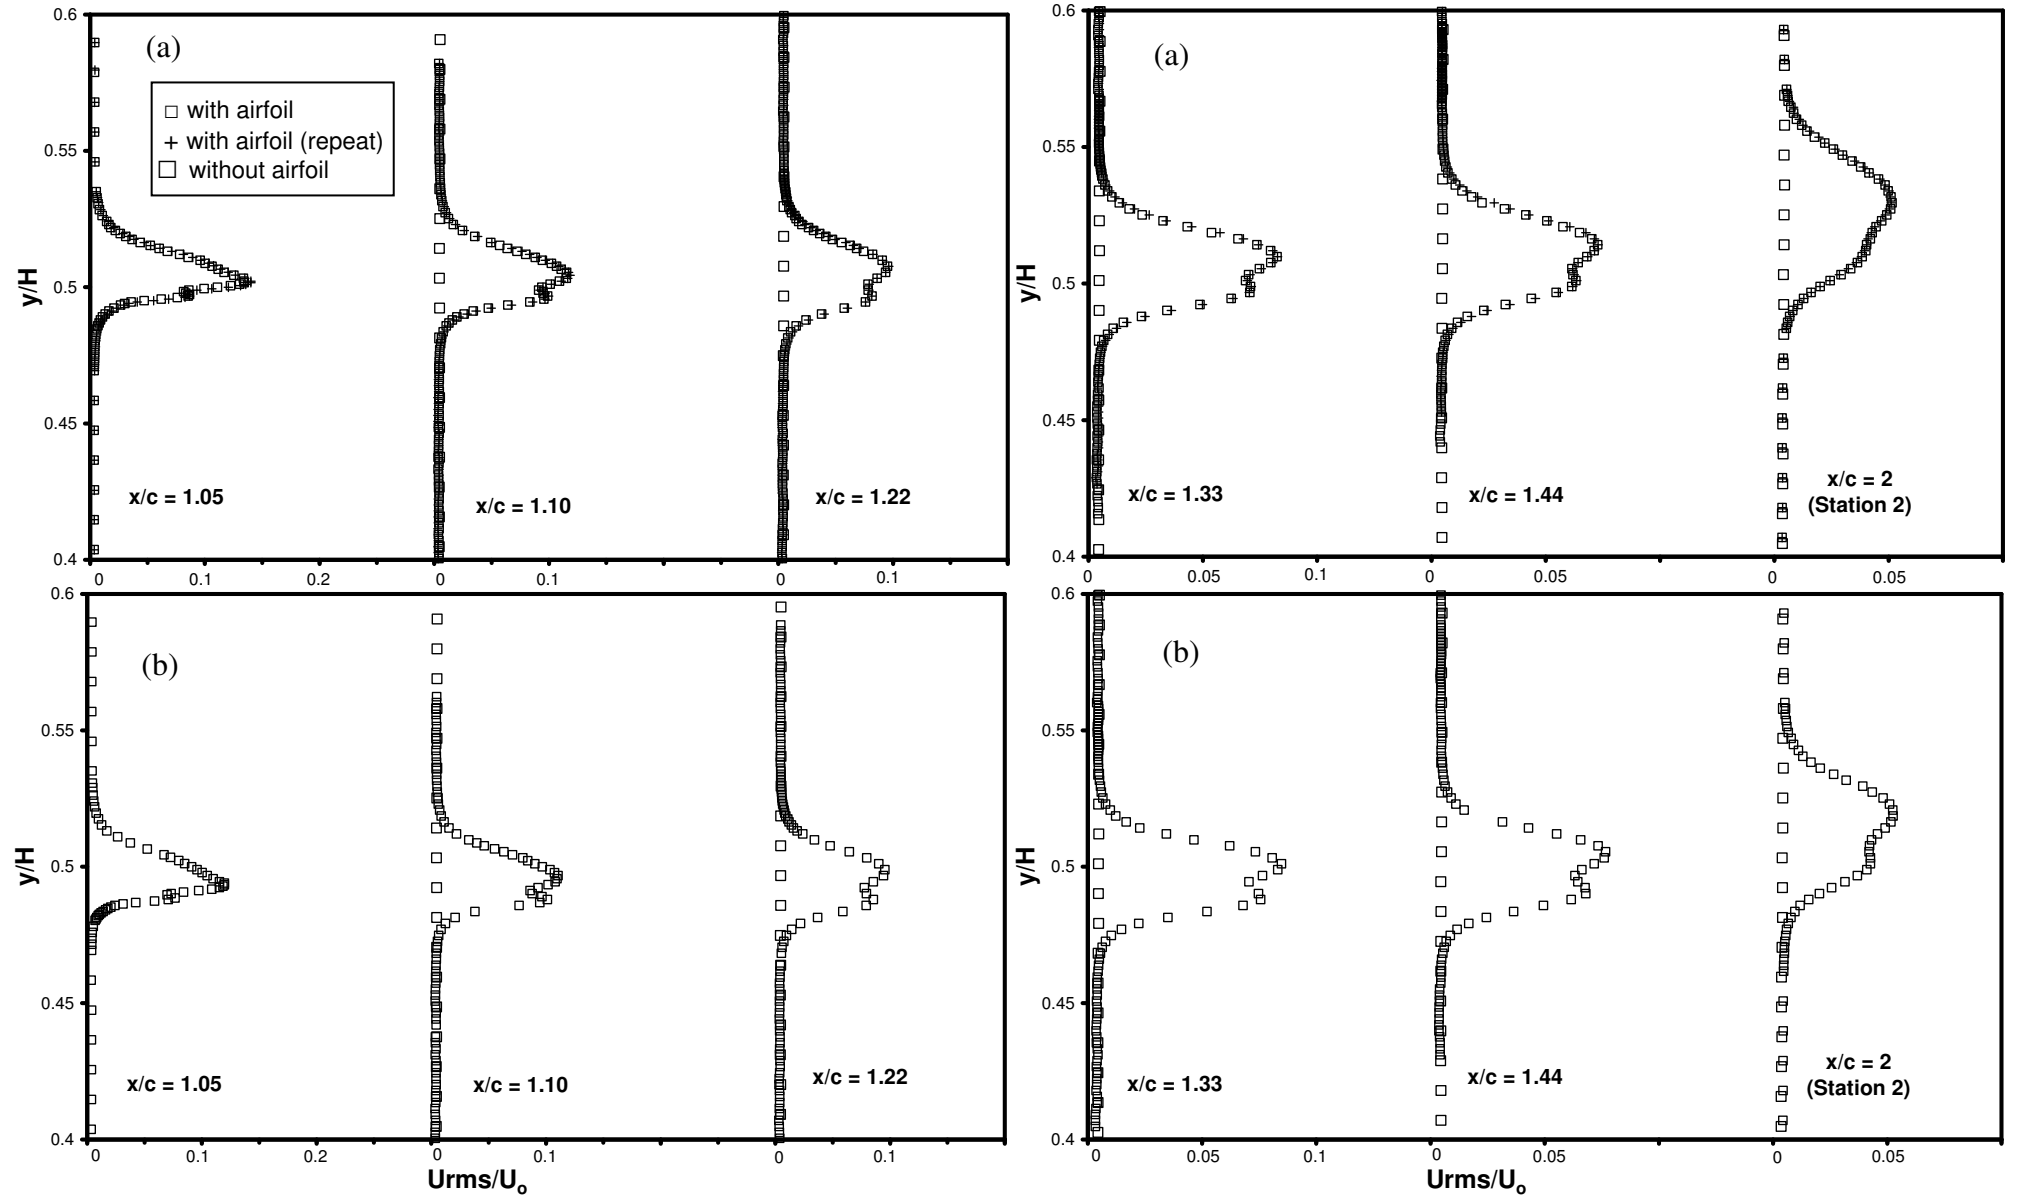 0.6
(a)
□ with airfoil
+ with airfoil (repeat)
□ without airfoil
0.55
y/H
0.5
0.45
x/c = 1.05
x/c = 1.10
x/c = 1.22
0.4
0 0.1 0.2 0 0.1 0 0.1
0.6
(a)
0.55
y/H
0.5
0.45
x/c = 1.33
x/c = 1.44
x/c = 2
(Station 2)
0.4
0 0.05 0.1 0 0.05 0 0.05
0.6
(b)
0.55
y/H
0.5
0.45
x/c = 1.05
x/c = 1.10
x/c = 1.22
0.4
0 0.1 0.2 0 0.1 0 0.1
Urms/Uo
0.6
(b)
0.55
y/H
0.5
0.45
x/c = 1.33
x/c = 1.44
x/c = 2
(Station 2)
0.4
0 0.05 0.1 0 0.05 0 0.05
Urms/Uo